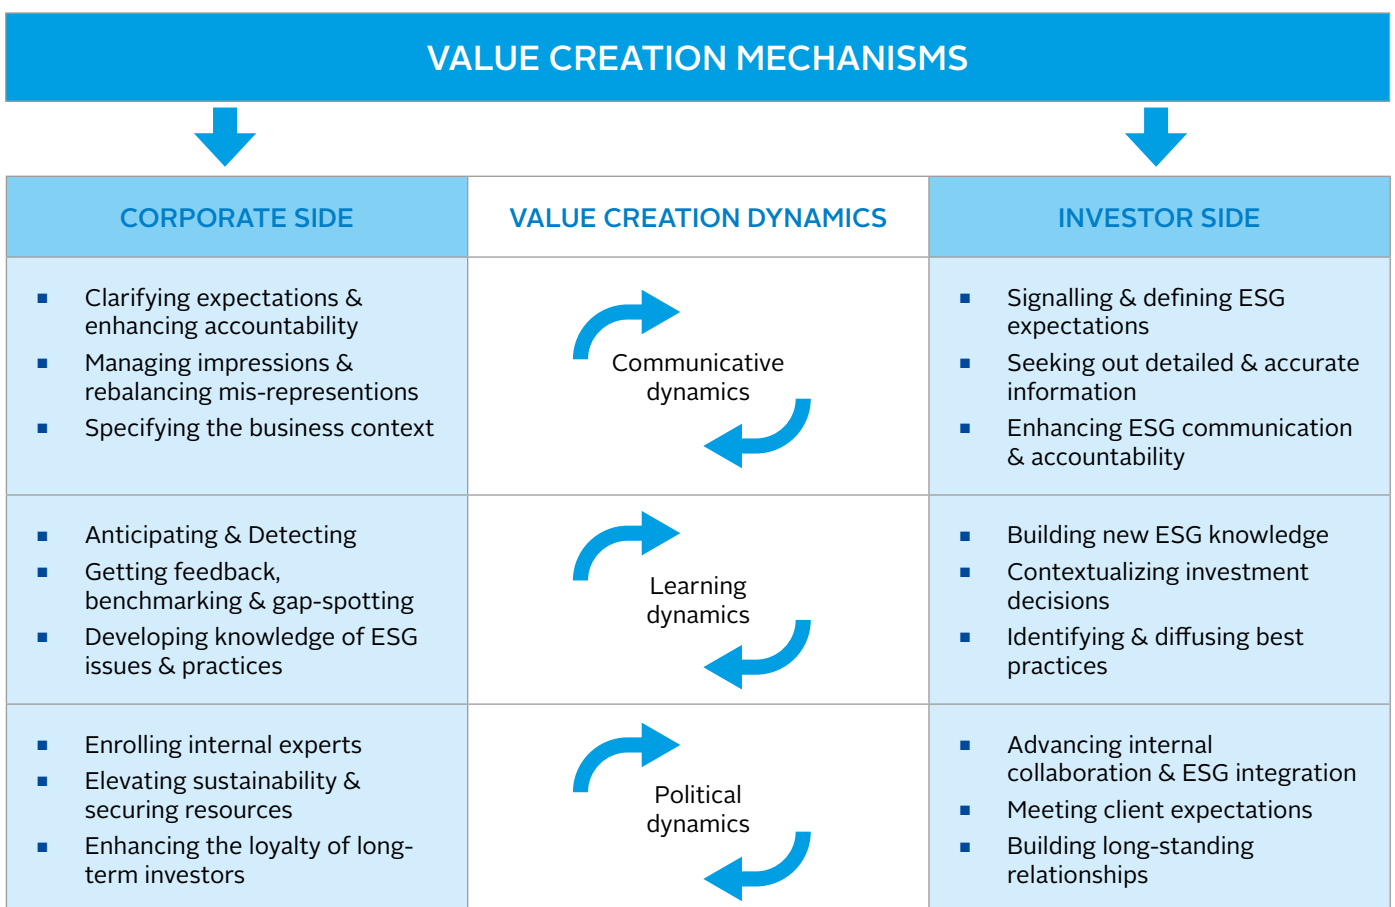 VALUE CREATION MECHANISMS
CORPORATE SIDE
VALUE CREATION DYNAMICS
INVESTOR SIDE
Clarifying expectations &
enhancing accountability
Managing impressions &
rebalancing mis-representions
Specifying the business context
Communicative
dynamics
Signalling & defining ESG
expectations
Seeking out detailed & accurate
information
Enhancing ESG communication
& accountability
Anticipating & Detecting
Getting feedback,
benchmarking & gap-spotting
Developing knowledge of ESG
issues & practices
Learning
dynamics
Building new ESG knowledge
Contextualizing investment
decisions
Identifying & diffusing best
practices
Enrolling internal experts
Elevating sustainability &
securing resources
Enhancing the loyalty of long-
term investors
Political
dynamics
Advancing internal
collaboration & ESG integration
Meeting client expectations
Building long-standing
relationships